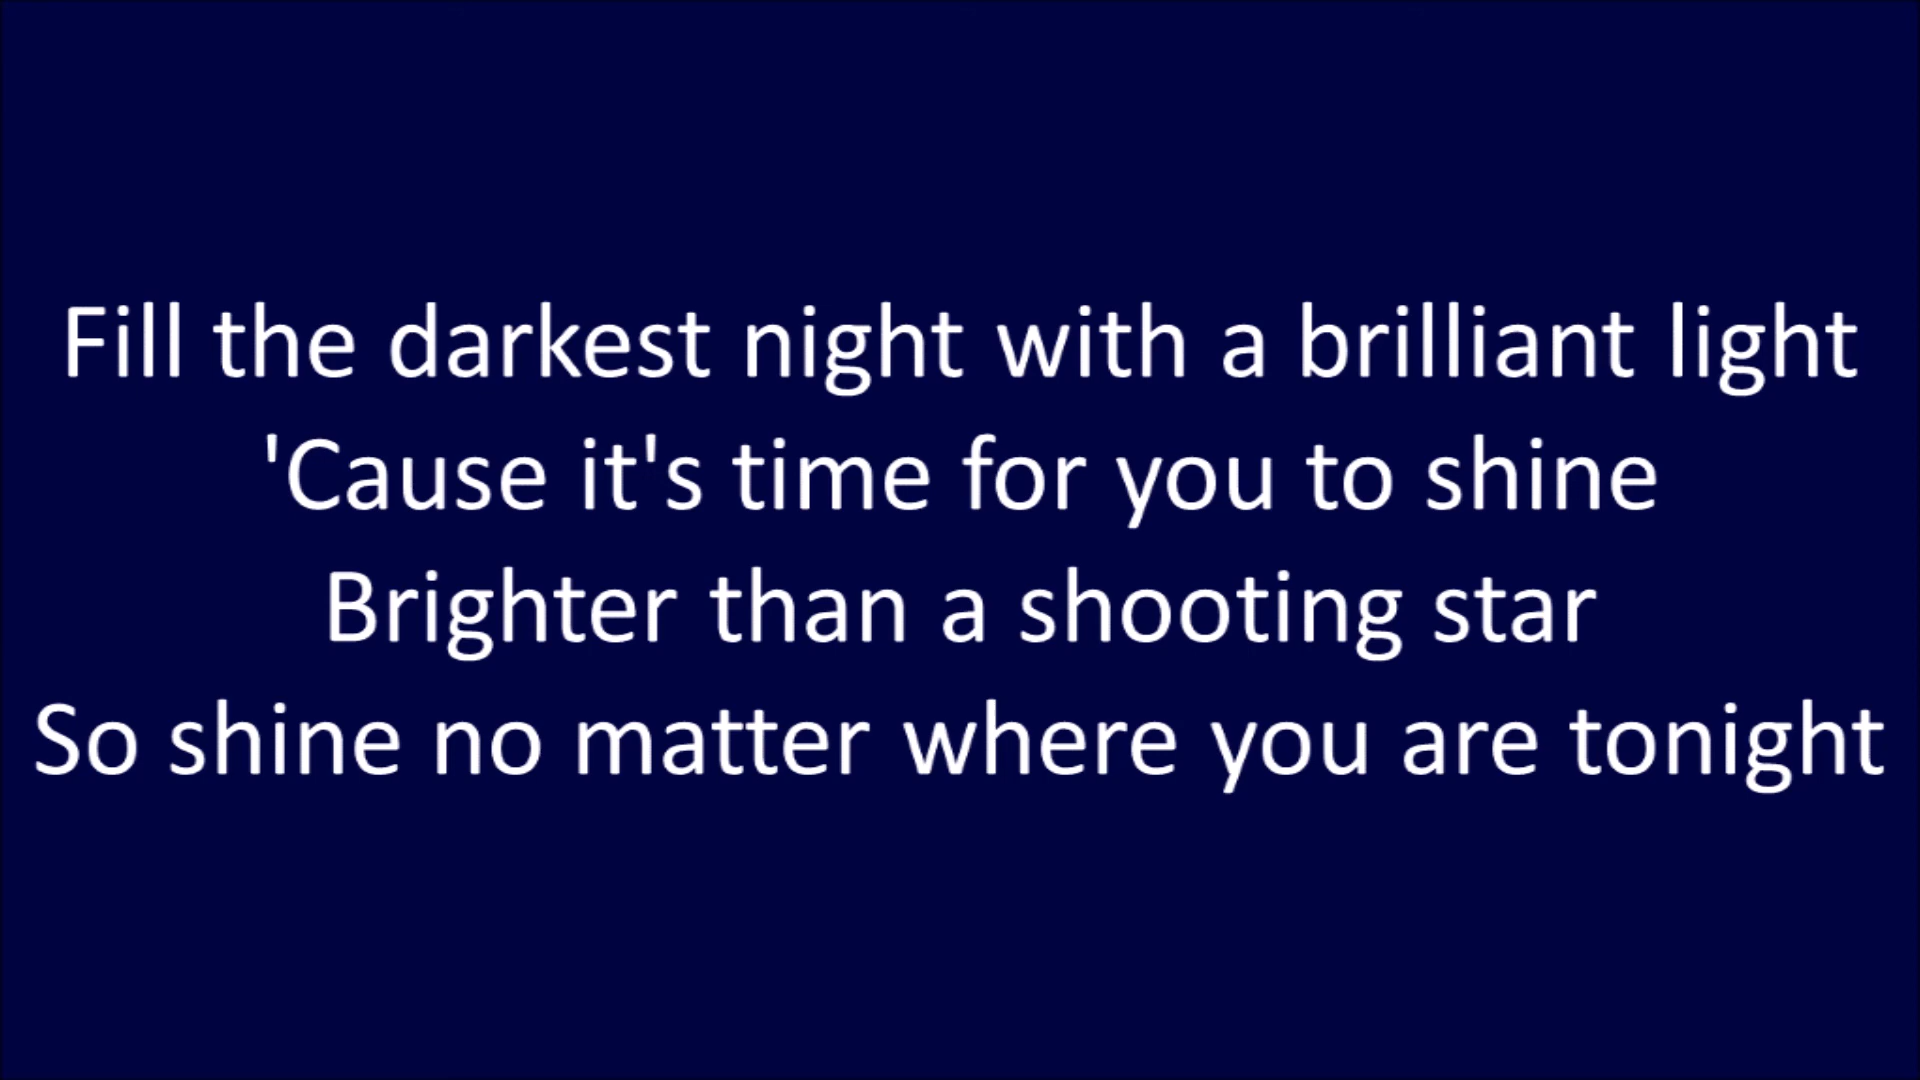 Fill the darkest night with a brilliant light
'Cause it's time for you to shine
Brighter than a shooting star
So shine no matter where you are tonight